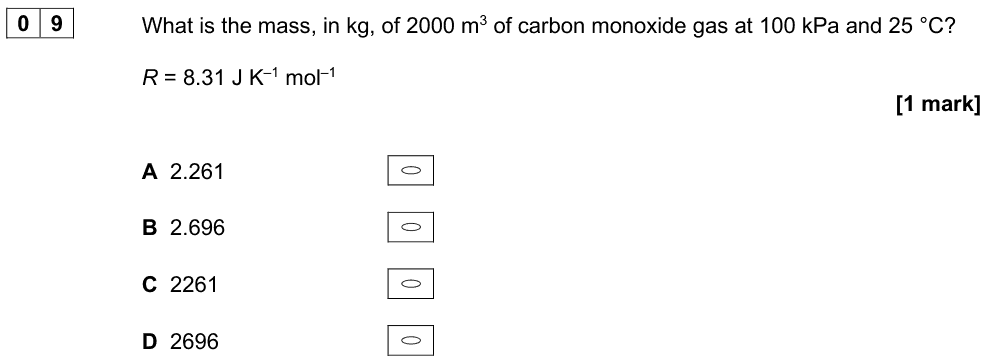 0 9 What is the mass, in kg, of 2000 m³ of carbon monoxide gas at 100 kPa and 25 °C?
R = 8.31 J K⁻¹ mol⁻¹
[1 mark]
A 2.261
B 2.696
C 2261
D 2696